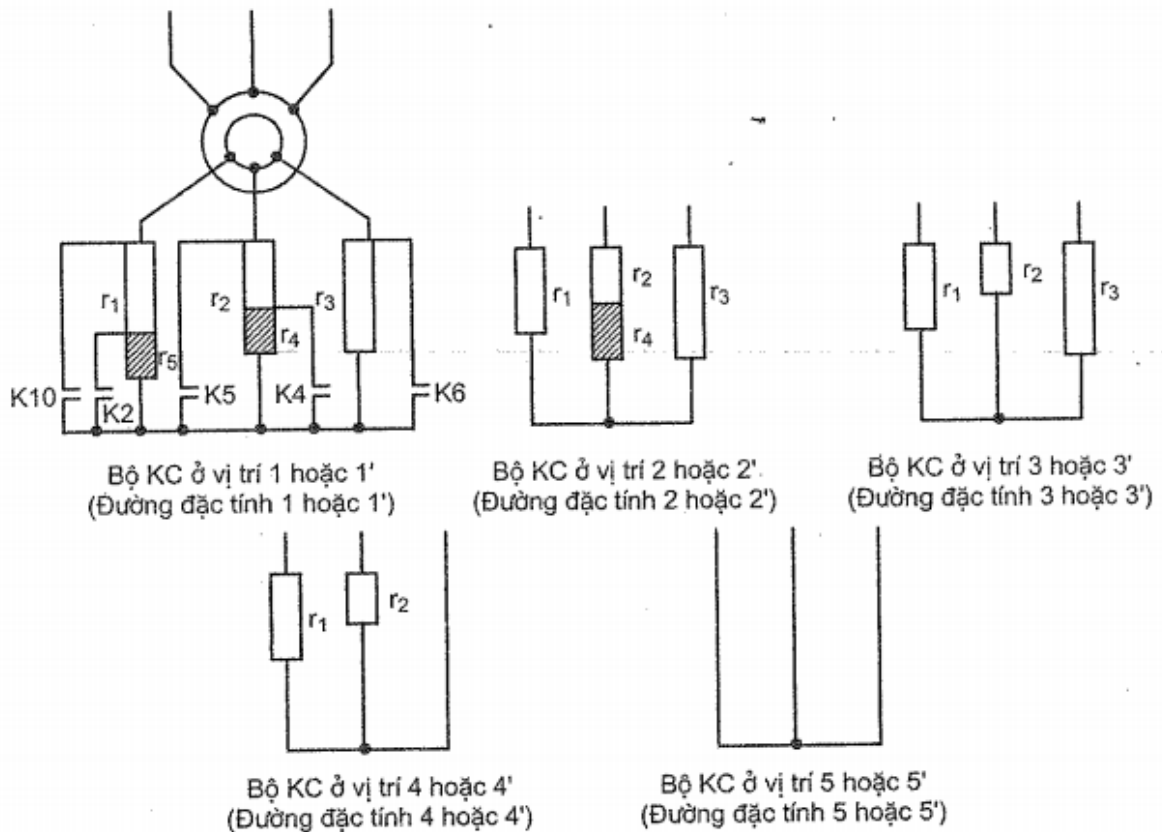 r1
r5
r2
r4
r3
K10
K2
K5
K4
K6
Bộ KC ở vị trí 1 hoặc 1'
(Đường đặc tính 1 hoặc 1')
r1
r2
r4
r3
Bộ KC ở vị trí 2 hoặc 2'
(Đường đặc tính 2 hoặc 2')
r1
r2
r3
Bộ KC ở vị trí 3 hoặc 3'
(Đường đặc tính 3 hoặc 3')
r1
r2
Bộ KC ở vị trí 4 hoặc 4'
(Đường đặc tính 4 hoặc 4')
Bộ KC ở vị trí 5 hoặc 5'
(Đường đặc tính 5 hoặc 5')